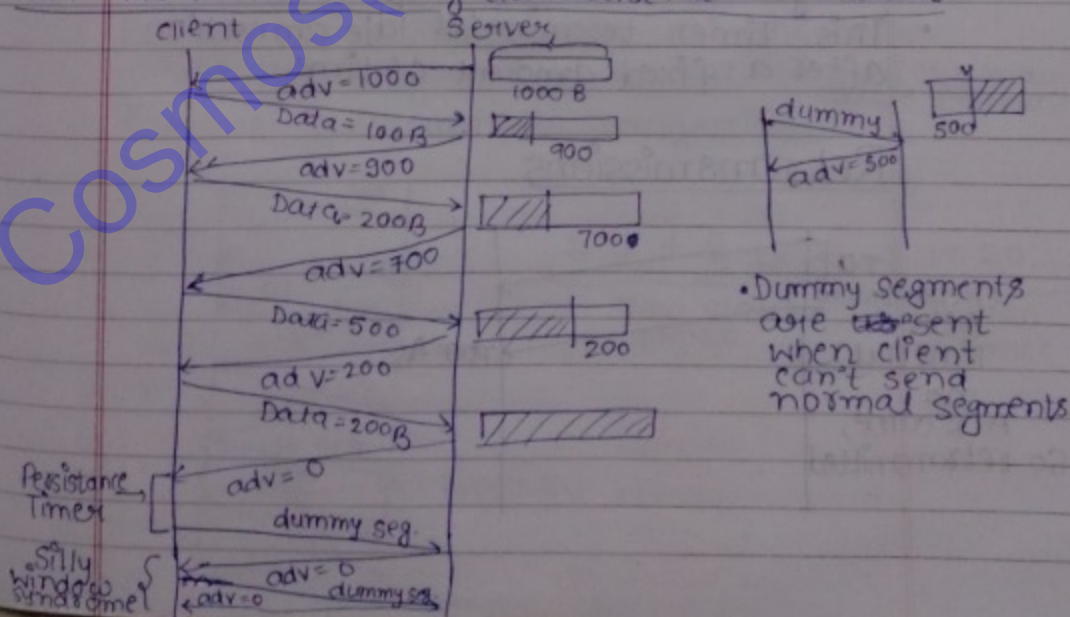 Cosmos
client
Server
adv=1000
1000 B
Data=100B
900
adv=900
Data=200B
700
adv=700
Data=500
200
adv=200
Data=200B
adv=0
Persistance
Timer
dummy seg.
adv=0
Silly
window
syndrome
dummy seg
adv=0
dummy
500
adv=500
• Dummy segments
are sent
when client
can't send
normal segments